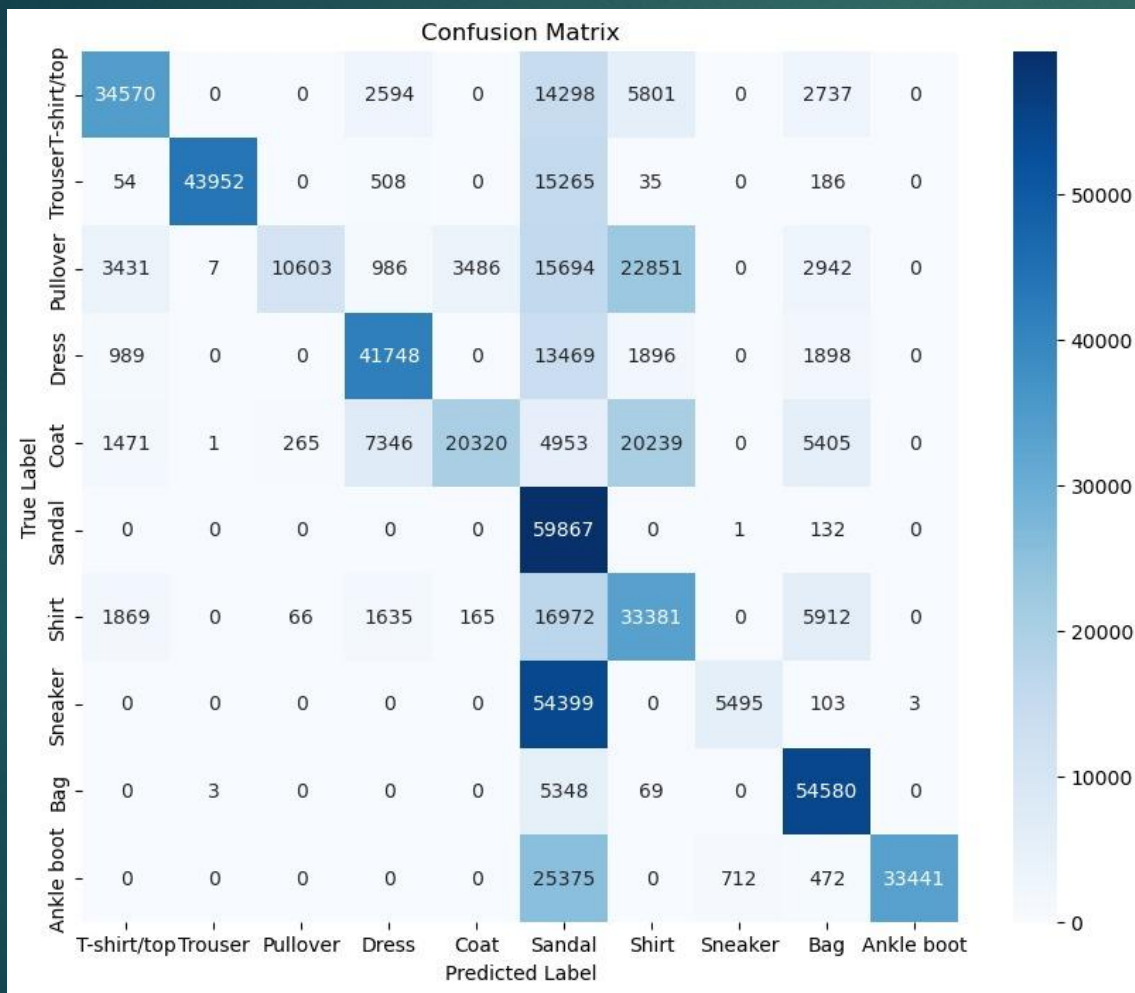 Confusion Matrix
True Label
T-shirt/top 34570 0 0 2594 0 14298 5801 0 2737 0
Trouser 54 43952 0 508 0 15265 35 0 186 0
Pullover 3431 7 10603 986 3486 15694 22851 0 2942 0
Dress 989 0 0 41748 0 13469 1896 0 1898 0
Coat 1471 1 265 7346 20320 4953 20239 0 5405 0
Sandal 0 0 0 0 0 59867 0 1 132 0
Shirt 1869 0 66 1635 165 16972 33381 0 5912 0
Sneaker 0 0 0 0 0 54399 0 5495 103 3
Bag 0 3 0 0 0 5348 69 0 54580 0
Ankle boot 0 0 0 0 0 25375 0 712 472 33441
T-shirt/top Trouser Pullover Dress Coat Sandal Shirt Sneaker Bag Ankle boot
Predicted Label
50000
40000
30000
20000
10000
0